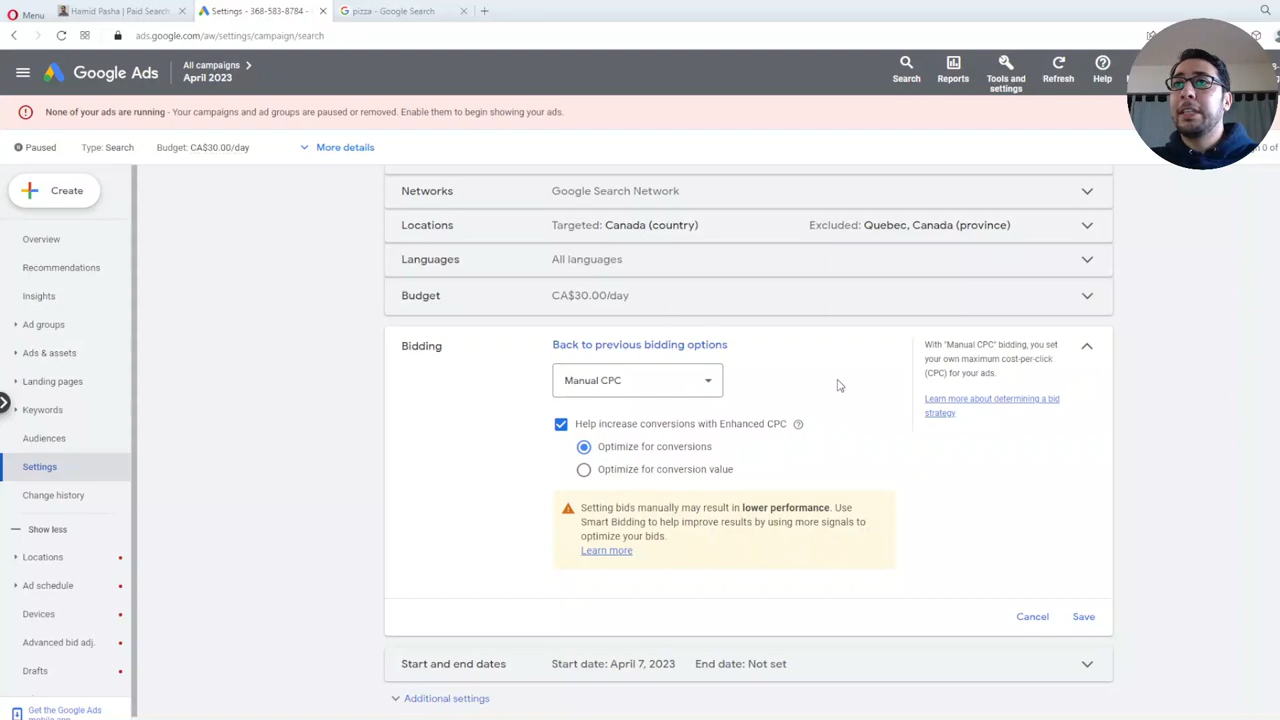 Menu
Hamid Pasha | Paid Search
Settings - 368-583-8784 -
pizza - Google Search
ads.google.com/aw/settings/campaign/search
Google Ads
All campaigns
April 2023
Search
Reports
Tools and
settings
Refresh
Help
None of your ads are running - Your campaigns and ad groups are paused or removed. Enable them to begin showing your ads.
Paused
Type: Search
Budget: CA$30.00/day
More details
Create
Overview
Recommendations
Insights
Ad groups
Ads & assets
Landing pages
Keywords
Audiences
Settings
Change history
Show less
Locations
Ad schedule
Devices
Advanced bid adj.
Drafts
Get the Google Ads
mobile app
Networks
Google Search Network
Locations
Targeted: Canada (country)
Excluded: Quebec, Canada (province)
Languages
All languages
Budget
CA$30.00/day
Bidding
Back to previous bidding options
Manual CPC
Help increase conversions with Enhanced CPC
Optimize for conversions
Optimize for conversion value
Setting bids manually may result in lower performance. Use
Smart Bidding to help improve results by using more signals to
optimize your bids.
Learn more
With "Manual CPC" bidding, you set
your own maximum cost-per-click
(CPC) for your ads.
Learn more about determining a bid
strategy
Cancel
Save
Start and end dates
Start date: April 7, 2023
End date: Not set
Additional settings